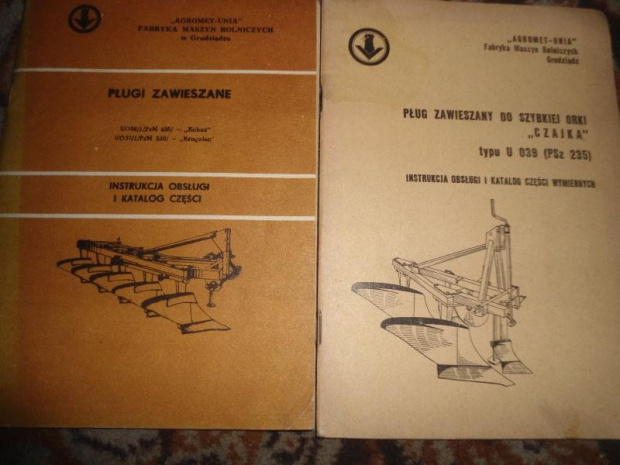 „AGROMET-UNIA"
FABRYKA MASZYN ROLNICZYCH
w Grudziądzu
PŁUGI ZAWIESZANE
INSTRUKCJA OBSŁUGI
I KATALOG CZĘŚCI
„AGROMET-UNIA"
Fabryka Maszyn Rolniczych
Grudziądz
PŁUG ZAWIESZANY DO SZYBKIEJ ORKI
„CZAJKA"
typu U 039 (PSz 235)
INSTRUKCJA OBSŁUGI I KATALOG CZĘŚCI WYMIENNYCH